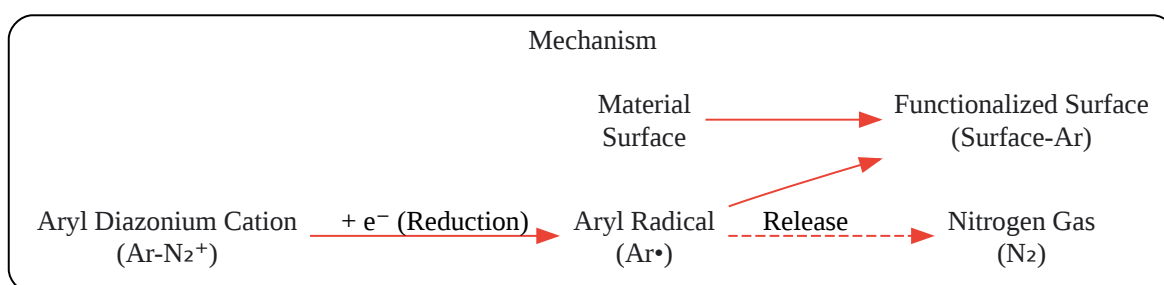 Mechanism
Material
Surface
Functionalized Surface
(Surface-Ar)
Aryl Diazonium Cation
(Ar-N₂⁺)
+ e⁻ (Reduction)
Aryl Radical
(Ar•)
Release
Nitrogen Gas
(N₂)